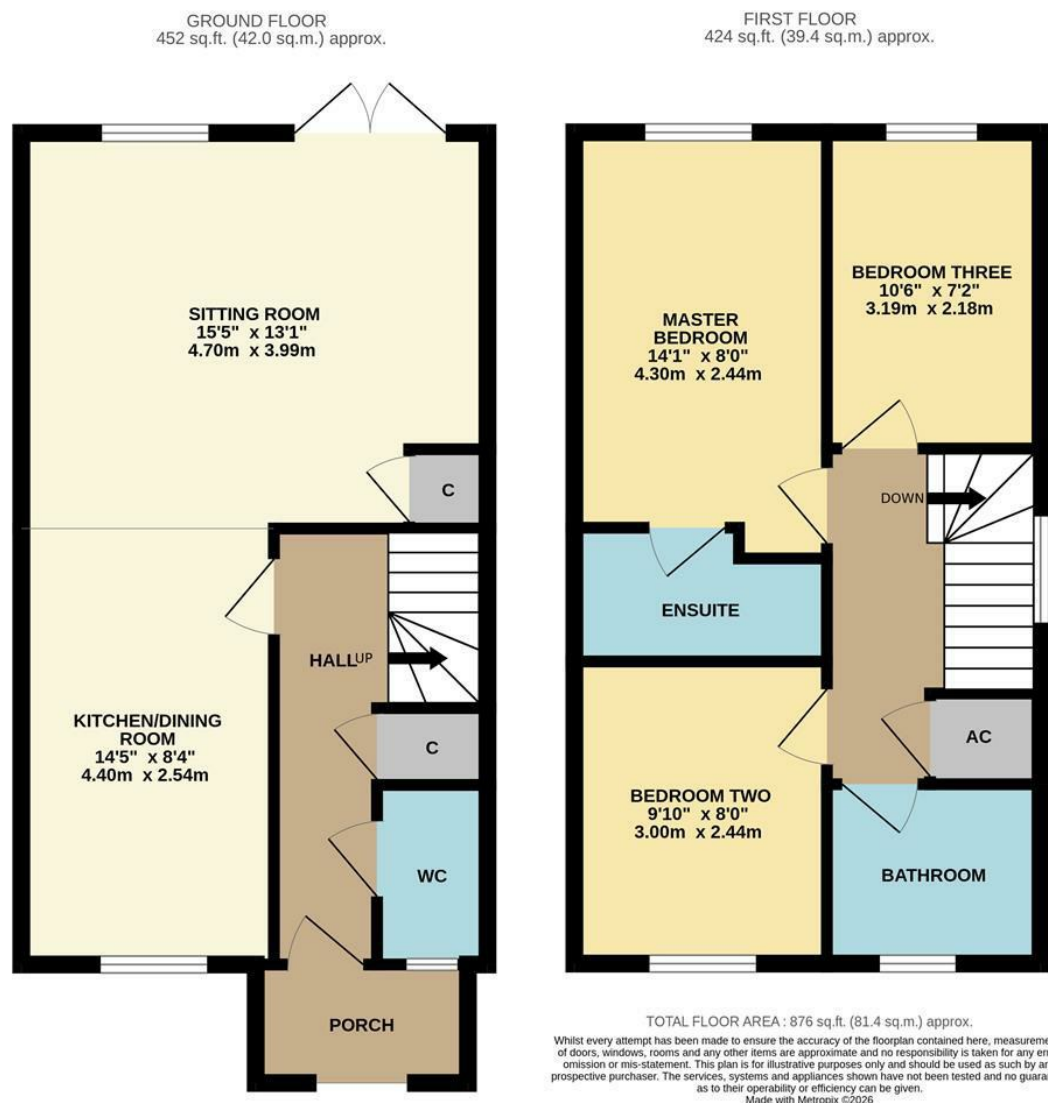 GROUND FLOOR
452 sq.ft. (42.0 sq.m.) approx.
SITTING ROOM
15'5" x 13'1"
4.70m x 3.99m
C
HALL
UP
KITCHEN/DINING
ROOM
14'5" x 8'4"
4.40m x 2.54m
C
WC
PORCH
FIRST FLOOR
424 sq.ft. (39.4 sq.m.) approx.
BEDROOM THREE
10'6" x 7'2"
3.19m x 2.18m
MASTER
BEDROOM
14'1" x 8'0"
4.30m x 2.44m
DOWN
ENSUITE
AC
BEDROOM TWO
9'10" x 8'0"
3.00m x 2.44m
BATHROOM
TOTAL FLOOR AREA : 876 sq.ft. (81.4 sq.m.) approx.
Whilst every attempt has been made to ensure the accuracy of the floorplan contained here, measureme
of doors, windows, rooms and any other items are approximate and no responsibility is taken for any er
omission or mis-statement. This plan is for illustrative purposes only and should be used as such by an
prospective purchaser. The services, systems and appliances shown have not been tested and no guara
as to their operability or efficiency can be given.
Made with Metropix ©2026